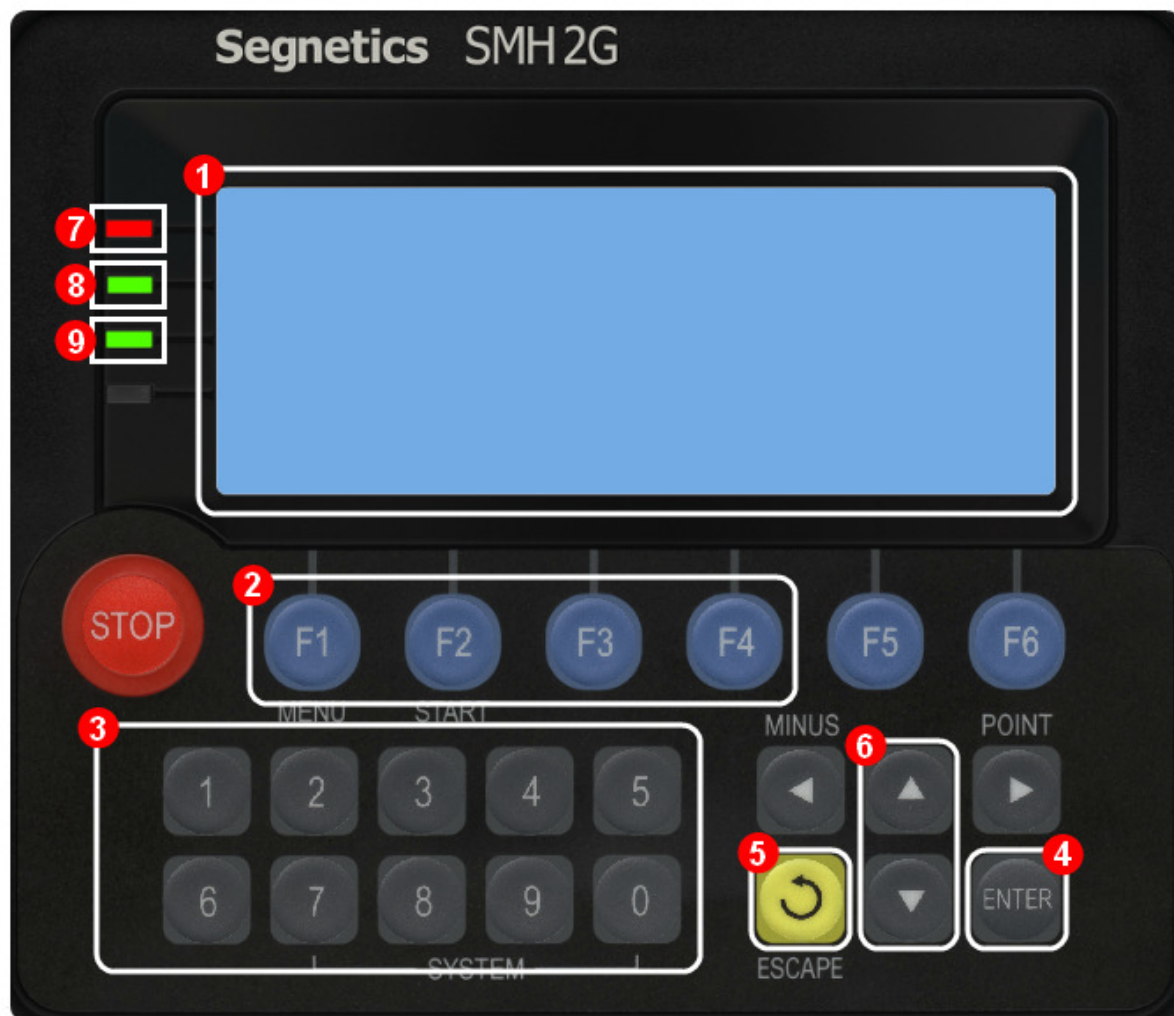 Segnetics SMH 2G
1
7
8
9
2
STOP F1 F2 F3 F4 F5 F6
MENU START
3
MINUS POINT
6
1 2 3 4 5
5 4
6 7 8 9 0
ENTER
SYSTEM
ESCAPE